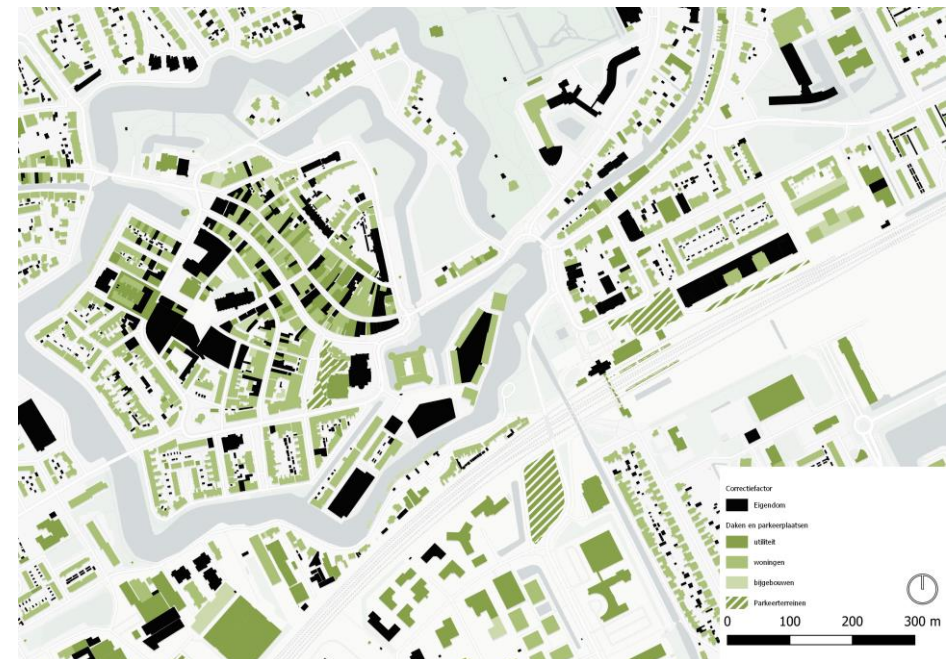 Correctiefactor
Eigendom
Daken en parkeerplaatsen
utiliteit
woningen
bijgebouwen
Parkeerterreinen
0 100 200 300 m